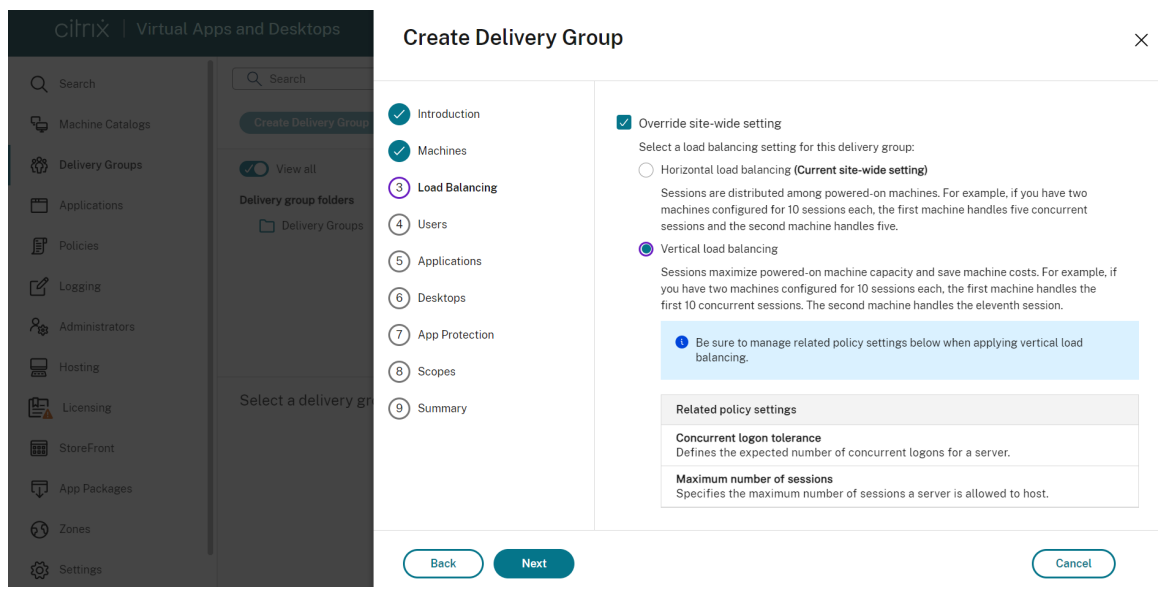 citrix | Virtual Apps and Desktops
Search
Machine Catalogs
Delivery Groups
Applications
Policies
Logging
Administrators
Hosting
Licensing
StoreFront
App Packages
Zones
Settings
Search
Create Delivery Group
View all
Delivery group folders
Delivery Groups
Select a delivery gr
Create Delivery Group
Introduction
Machines
3 Load Balancing
4 Users
5 Applications
6 Desktops
7 App Protection
8 Scopes
9 Summary
Override site-wide setting
Select a load balancing setting for this delivery group:
Horizontal load balancing (Current site-wide setting)
Sessions are distributed among powered-on machines. For example, if you have two
machines configured for 10 sessions each, the first machine handles five concurrent
sessions and the second machine handles five.
Vertical load balancing
Sessions maximize powered-on machine capacity and save machine costs. For example, if
you have two machines configured for 10 sessions each, the first machine handles the
first 10 concurrent sessions. The second machine handles the eleventh session.
Be sure to manage related policy settings below when applying vertical load
balancing.
Related policy settings
Concurrent logon tolerance
Defines the expected number of concurrent logons for a server.
Maximum number of sessions
Specifies the maximum number of sessions a server is allowed to host.
Back
Next
Cancel